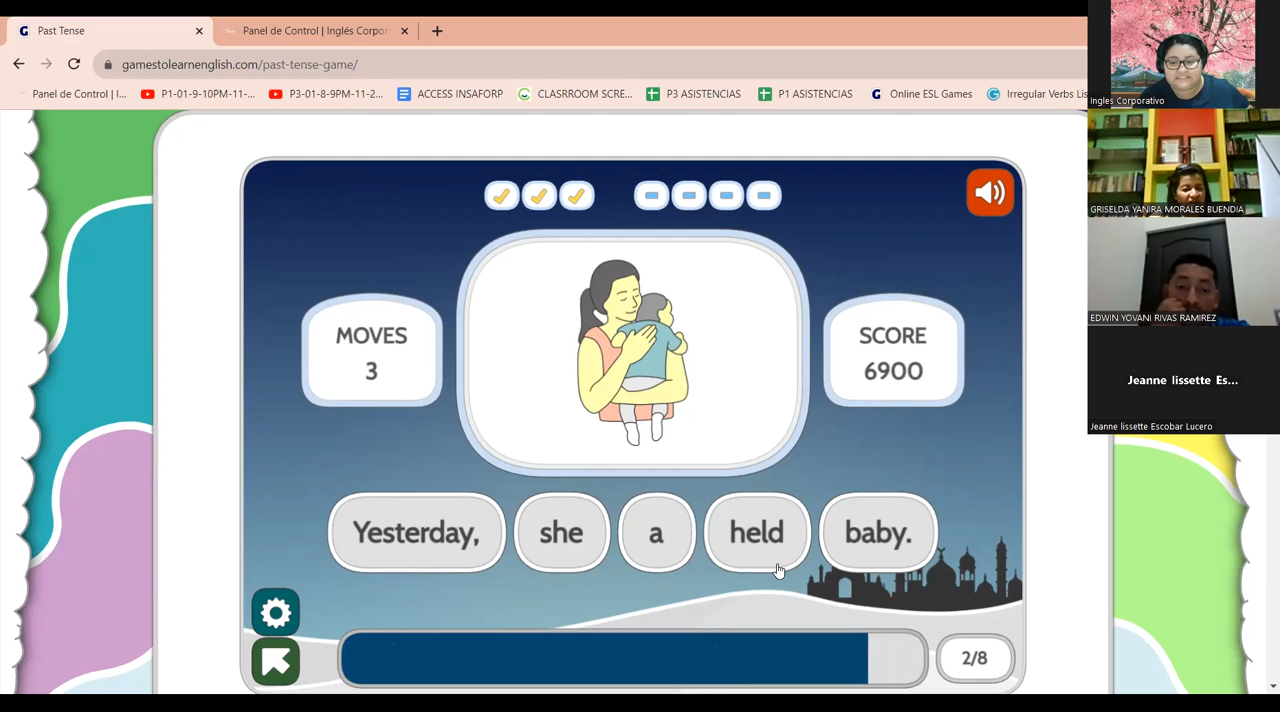 Past Tense
Panel de Control | Inglés Corpor
gamestolearnenglish.com/past-tense-game/
Panel de Control | I...
P1-01-9-10PM-11-...
P3-01-8-9PM-11-2...
ACCESS INSAFORP
CLASRROOM SCRE...
P3 ASISTENCIAS
P1 ASISTENCIAS
Online ESL Games
Irregular Verbs Lis
Ingles Corporativo
GRISELDA YANIRA MORALES BUENDIA
EDWIN YOVANI RIVAS RAMIREZ
Jeanne lissette Es...
Jeanne lissette Escobar Lucero
MOVES
3
SCORE
6900
Yesterday, she a held baby.
2/8